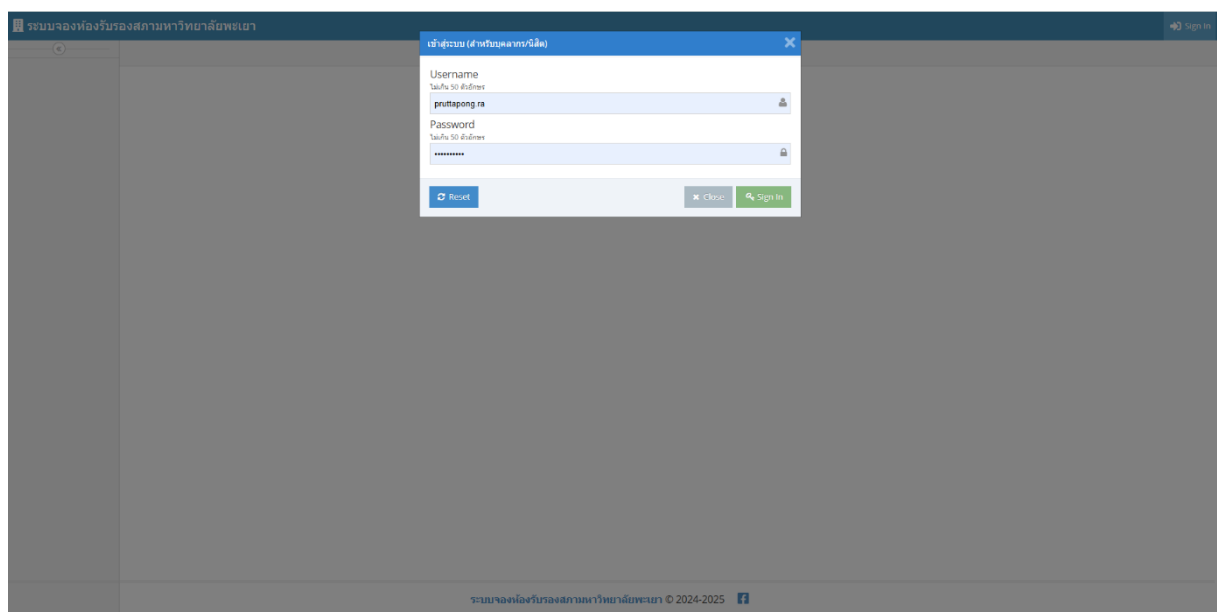 ระบบจองห้องรับรองสภามหาวิทยาลัยพะเยา
Sign In
เข้าสู่ระบบ (สำหรับบุคลากร/นิสิต)
Username
ไม่เกิน 50 ตัวอักษร
pruttapong.ra
Password
ไม่เกิน 50 ตัวอักษร
••••••••••
Reset
Close
Sign In
ระบบจองห้องรับรองสภามหาวิทยาลัยพะเยา © 2024-2025